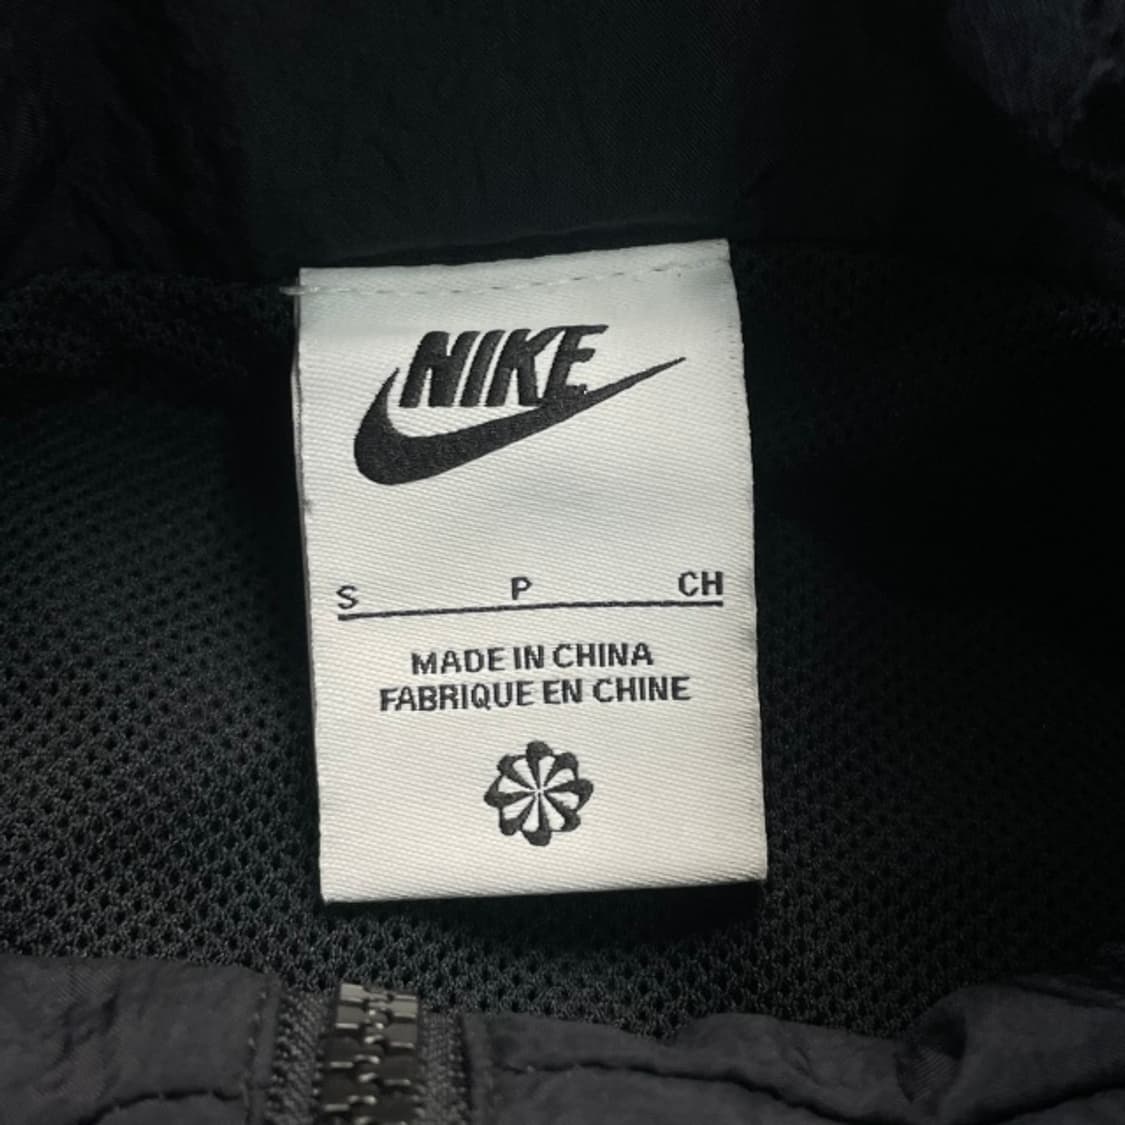 NIKE
S P CH
MADE IN CHINA
FABRIQUE EN CHINE